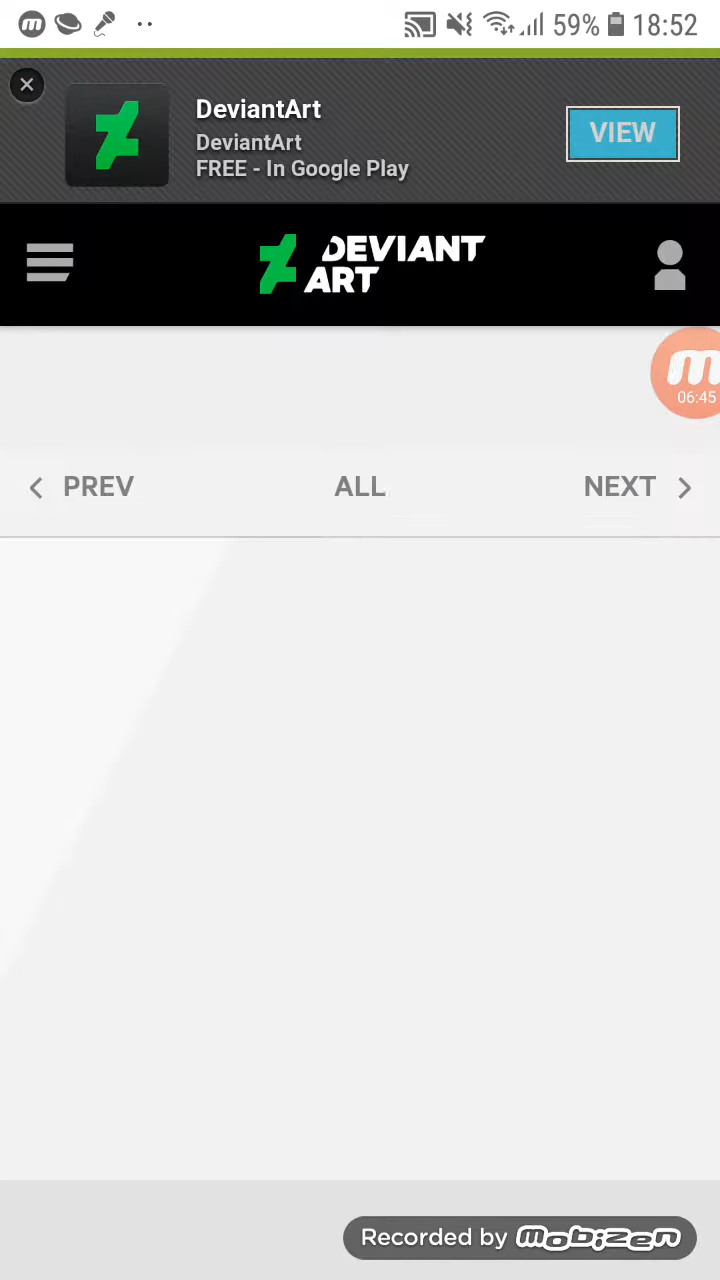 59% 18:52
DeviantArt
DeviantArt
FREE - In Google Play
VIEW
DEVIANT
ART
06:45
PREV ALL NEXT
Recorded by mobizen